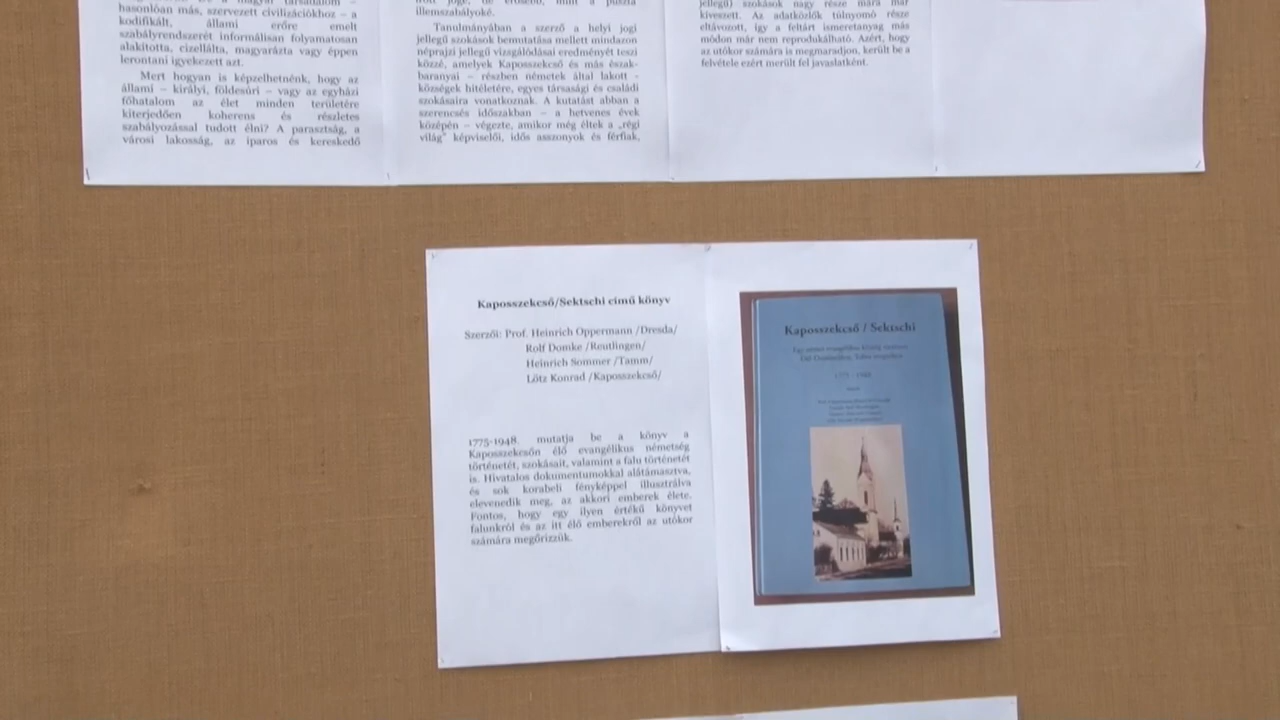 hasonlóan más, szervezett civilizációkhoz – a
kodifikált, állami erőre emelt
szabályrendszerét informálisan folyamatosan
alakította, cizellálta, magyarázta vagy éppen
lerontani igyekezett azt.
Mert hogyan is képzelhetnénk, hogy az
állami – királyi, földesúri – vagy az egyházi
főhatalom az élet minden területére
kiterjedően koherens és részletes
szabályozással tudott élni? A parasztság, a
városi lakosság, az iparos és kereskedő
illemszabályoké.
Tanulmányában a szerző a helyi jogi
jellegű szokások bemutatása mellett mindazon
néprajzi jellegű vizsgálódásai eredményét teszi
közzé, amelyek Kaposszekcső és más észak-
baranyai – részben németek által lakott -
községek hitéletére, egyes társasági és családi
szokásaira vonatkoznak. A kutatást abban a
szerencsés időszakban – a hetvenes évek
közepén – végezte, amikor még éltek a „régi
világ" képviselői, idős asszonyok és férfiak,
jellegű) szokások nagy része mára már
kiveszett. Az adatközlők túlnyomó része
eltávozott, így a feltárt ismeretanyag más
módon már nem reprodukálható. Azért, hogy
az utókor számára is megmaradjon, került be a
felvétele ezért merült fel javaslatként.
Kaposszekcső/Sektschi című könyv
Szerzői: Prof. Heinrich Oppermann /Dresda/
Rolf Domke /Reutlingen/
Heinrich Sommer /Tamm/
Lötz Konrad /Kaposszekcső/
1775-1948. mutatja be a könyv a
Kaposszekcsőn élő evangélikus németség
történetét, szokásait, valamint a falu történetét
is. Hivatalos dokumentumokkal alátámasztva,
és sok korabeli fényképpel illusztrálva
elevenedik meg, az akkori emberek élete.
Fontos, hogy egy ilyen értékű könyvet
falunkról és az itt élő emberekről az utókor
számára megőrizzük.
Kaposszekcső / Sektschi